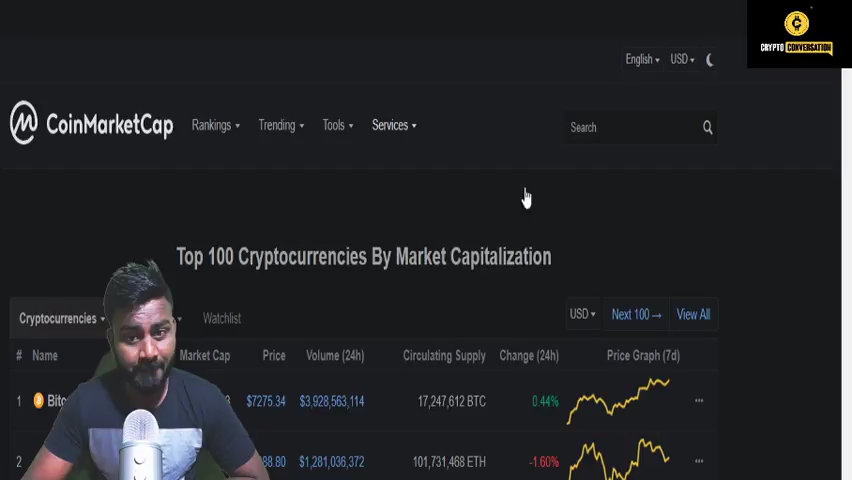 CRYPTO CONVERSATION
English USD
CoinMarketCap Rankings Trending Tools Services Search
Top 100 Cryptocurrencies By Market Capitalization
Cryptocurrencies Watchlist USD Next 100 → View All
# Name Market Cap Price Volume (24h) Circulating Supply Change (24h) Price Graph (7d)
1 $7275.34 $3,928,563,114 17,247,612 BTC 0.44%
2 $1,281,036,372 101,731,468 ETH -1.60%